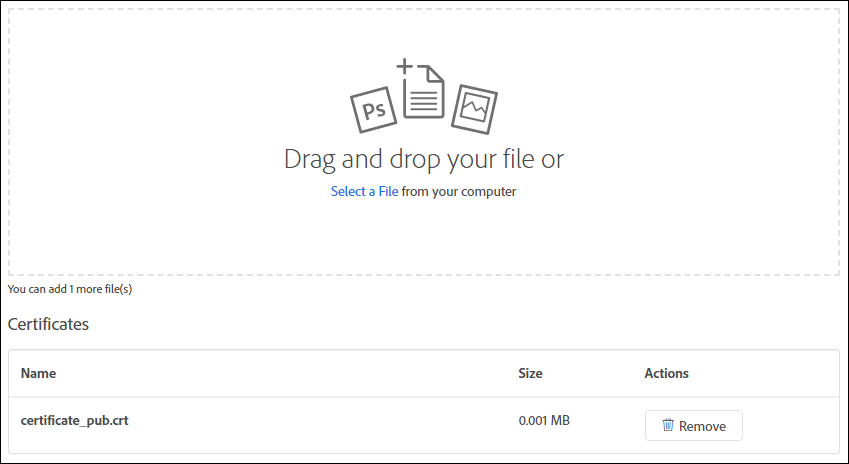 Ps
Drag and drop your file or
Select a File from your computer
You can add 1 more file(s)
Certificates
Name Size Actions
certificate_pub.crt 0.001 MB Remove